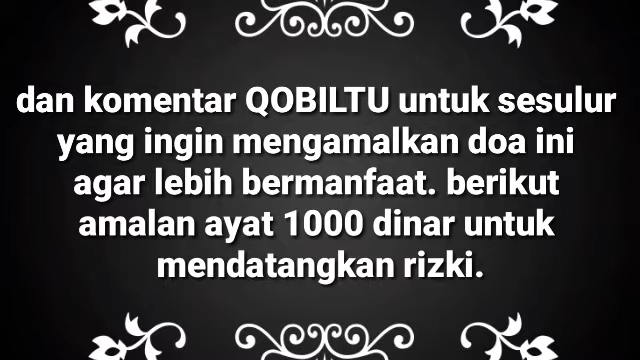 dan komentar QOBILTU untuk sesulur
yang ingin mengamalkan doa ini
agar lebih bermanfaat. berikut
amalan ayat 1000 dinar untuk
mendatangkan rizki.